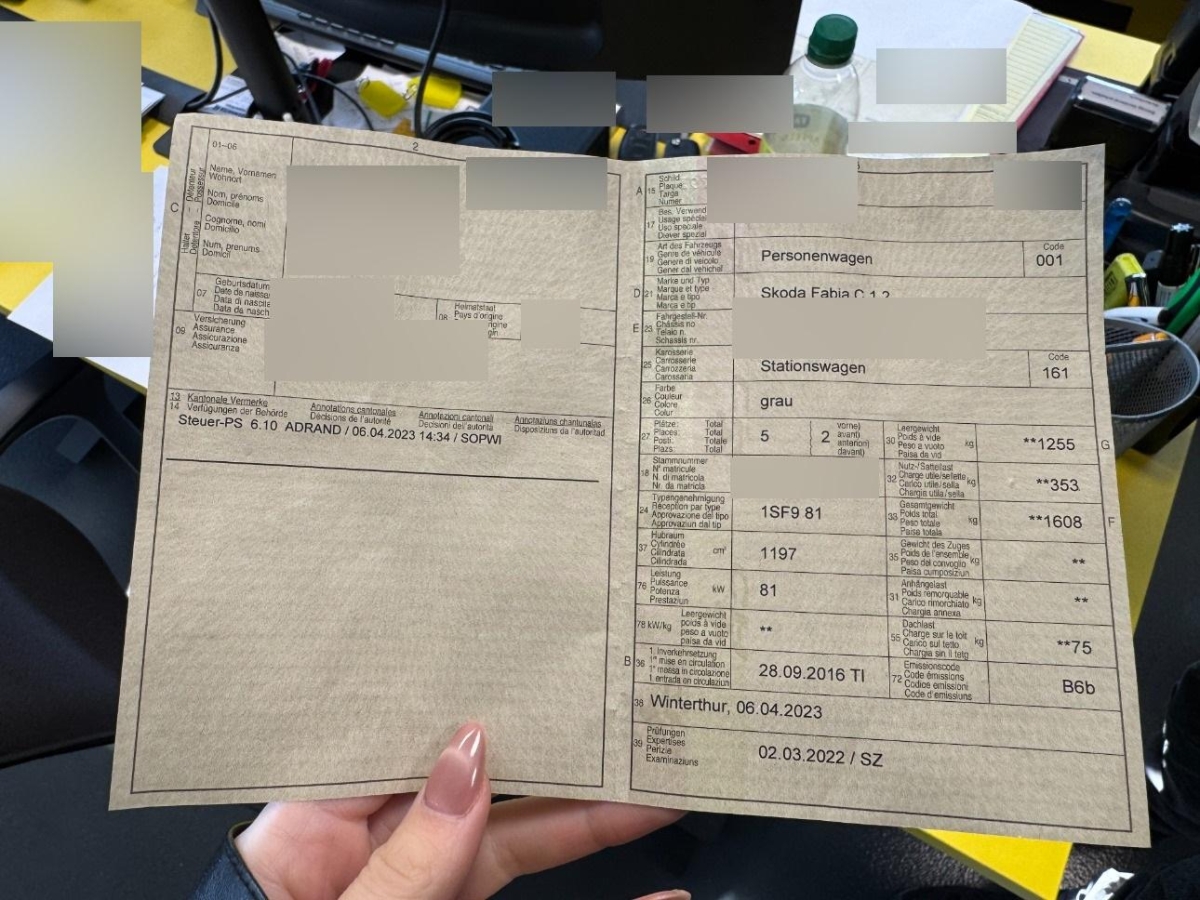 01–06
2
Name, Vornamen
Wohnort
Nom, prénoms
Domicile
Cognome, nomi
Domicilio
Num, prenums
Domicil
C
Halter – Détenteur
Detentore – Possessur
07
Geburtsdatum
Date de naissa
Data di nascita
Data da nasch
08
Heimatstaat
Pays d'origine
rigine
gin
09
Versicherung
Assurance
Assicurazione
Assicuranza
13 Kantonale Vermerke
14 Verfügungen der Behörde
Annotations cantonales
Décisions de l'autorité
Annotazioni cantonali
Decisioni dell'autorità
Annotaziuns chantunalas
Disposiziuns da l'autoritad
Steuer-PS 6.10 ADRAND / 06.04.2023 14:34 / SOPWI
A
15
Schild
Plaque
Targa
Numer
17
Bes. Verwend
Usage spécial
Uso speciale
Diever spezial
19
Art des Fahrzeugs
Genre de véhicule
Genere di veicolo
Gener dal vehichel
Personenwagen
Code
001
D
21
Marke und Typ
Marque et type
Marca e tipo
Marca e tip
Skoda Fabia C 1.2
E
23
Fahrgestell-Nr.
Châssis no
Telaio n.
Schassis nr.
25
Karosserie
Carrosserie
Carrozzeria
Carossaria
Stationswagen
Code
161
26
Farbe
Couleur
Colore
Colur
grau
27
Plätze: Total
Places: Total
Posti: Totale
Plazs: Total
5
2
vorne)
avant)
anteriori)
davant)
30
Leergewicht
Poids à vide
Peso a vuoto
Paisa da vid
kg
**1255
G
18
Stammnummer
N° matricule
N. di matricola
Nr. da matricla
32
Nutz-/Sattellast
Charge utile/sellette
Carico utile/sella
Chargia utila/sella
kg
**353
24
Typengenehmigung
Réception par type
Approvazione del tipo
Approvaziun dal tip
1SF9 81
33
Gesamtgewicht
Poids total
Peso totale
Paisa totala
kg
**1608
F
37
Hubraum
Cylindrée
Cilindrata
Cilindrada
cm³
1197
35
Gewicht des Zuges
Poids de l'ensemble
Peso del convoglio
Paisa cumposiziun
kg
**
76
Leistung
Puissance
Potenza
Prestaziun
kW
81
31
Anhängelast
Poids remorquable
Carico rimorchiato
Chargia annexa
kg
**
78 kW/kg
Leergewicht
poids à vide
peso a vuoto
paisa da vid
**
55
Dachlast
Charge sur le toit
Carico sul tetto
Chargia sin il tetg
kg
**75
B
36
1. Inverkehrsetzung
1re mise en circulation
1a messa in circolazione
1. entrada en circulaziun
28.09.2016 TI
72
Emissionscode
Code émissions
Codice emissioni
Code d'emissiuns
B6b
38
Winterthur, 06.04.2023
39
Prüfungen
Expertises
Perizie
Examinaziuns
02.03.2022 / SZ